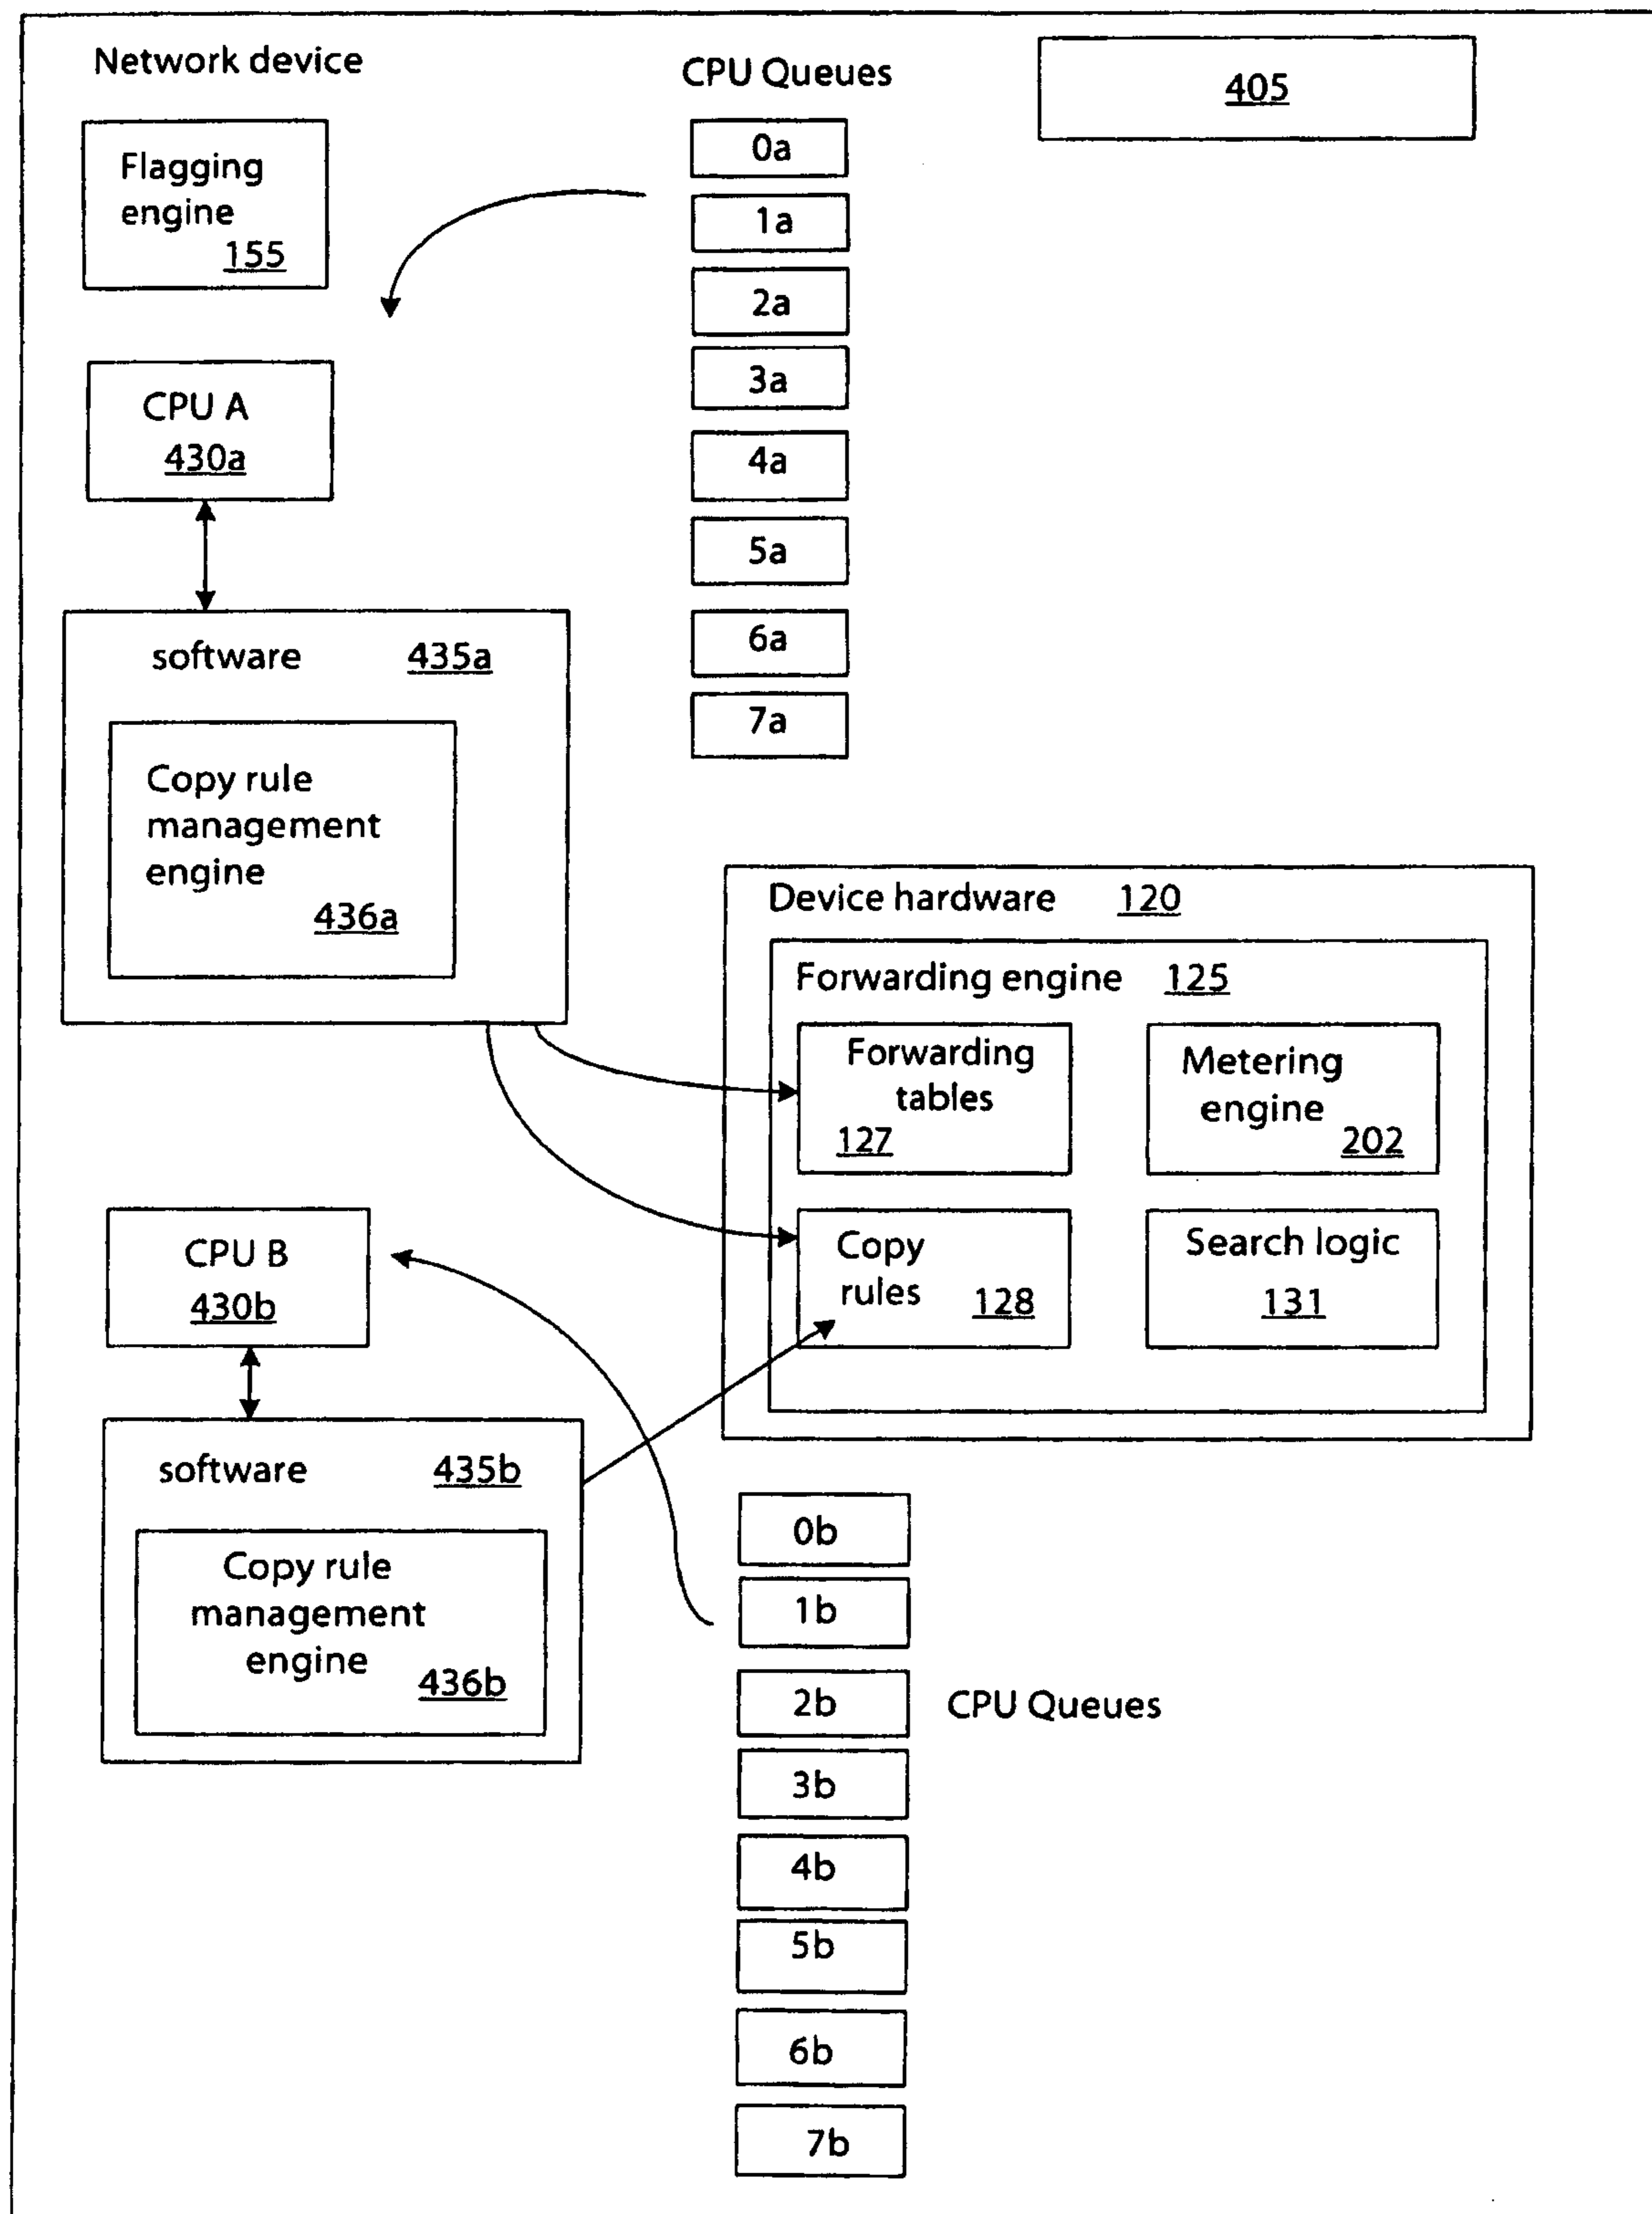 Network device
CPU Queues
405
Flagging
engine
155
0a
1a
2a
3a
4a
5a
6a
7a
CPU A
430a
software 435a
Copy rule
management
engine
436a
Device hardware 120
Forwarding engine 125
Forwarding
tables
127
Metering
engine
202
Copy
rules
128
Search logic
131
CPU B
430b
software 435b
Copy rule
management
engine
436b
0b
1b
2b
CPU Queues
3b
4b
5b
6b
7b